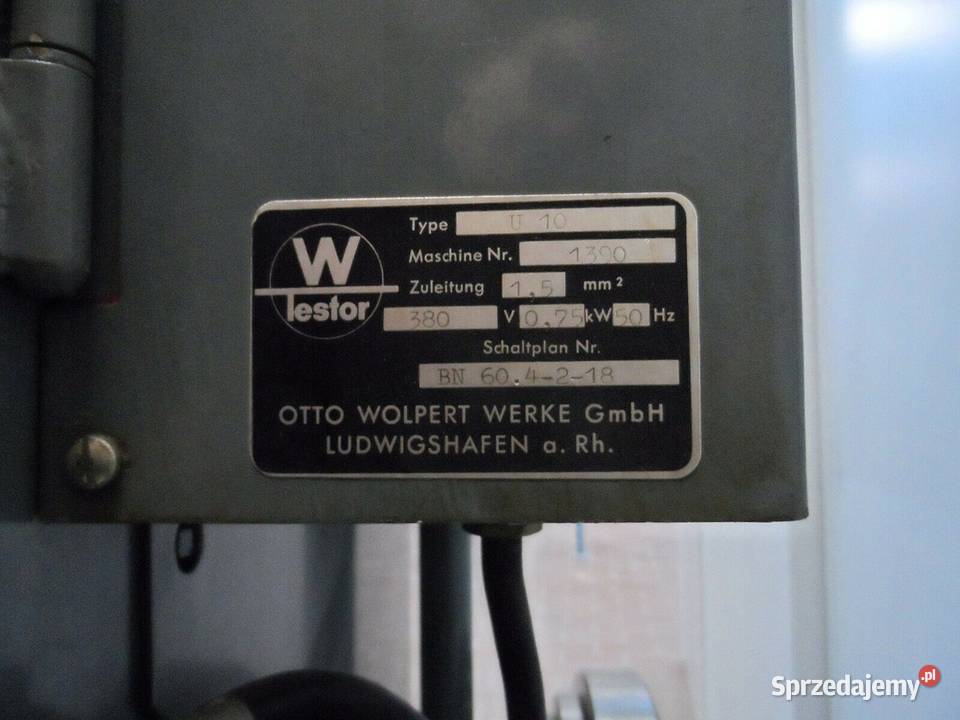 W
Testor
Type U 10
Maschine Nr. 1390
Zuleitung 1,5 mm²
380 V 0,75 kW 50 Hz
Schaltplan Nr.
BN 60.4-2-18
OTTO WOLPERT WERKE GmbH
LUDWIGSHAFEN a. Rh.
Sprzedajemy.pl